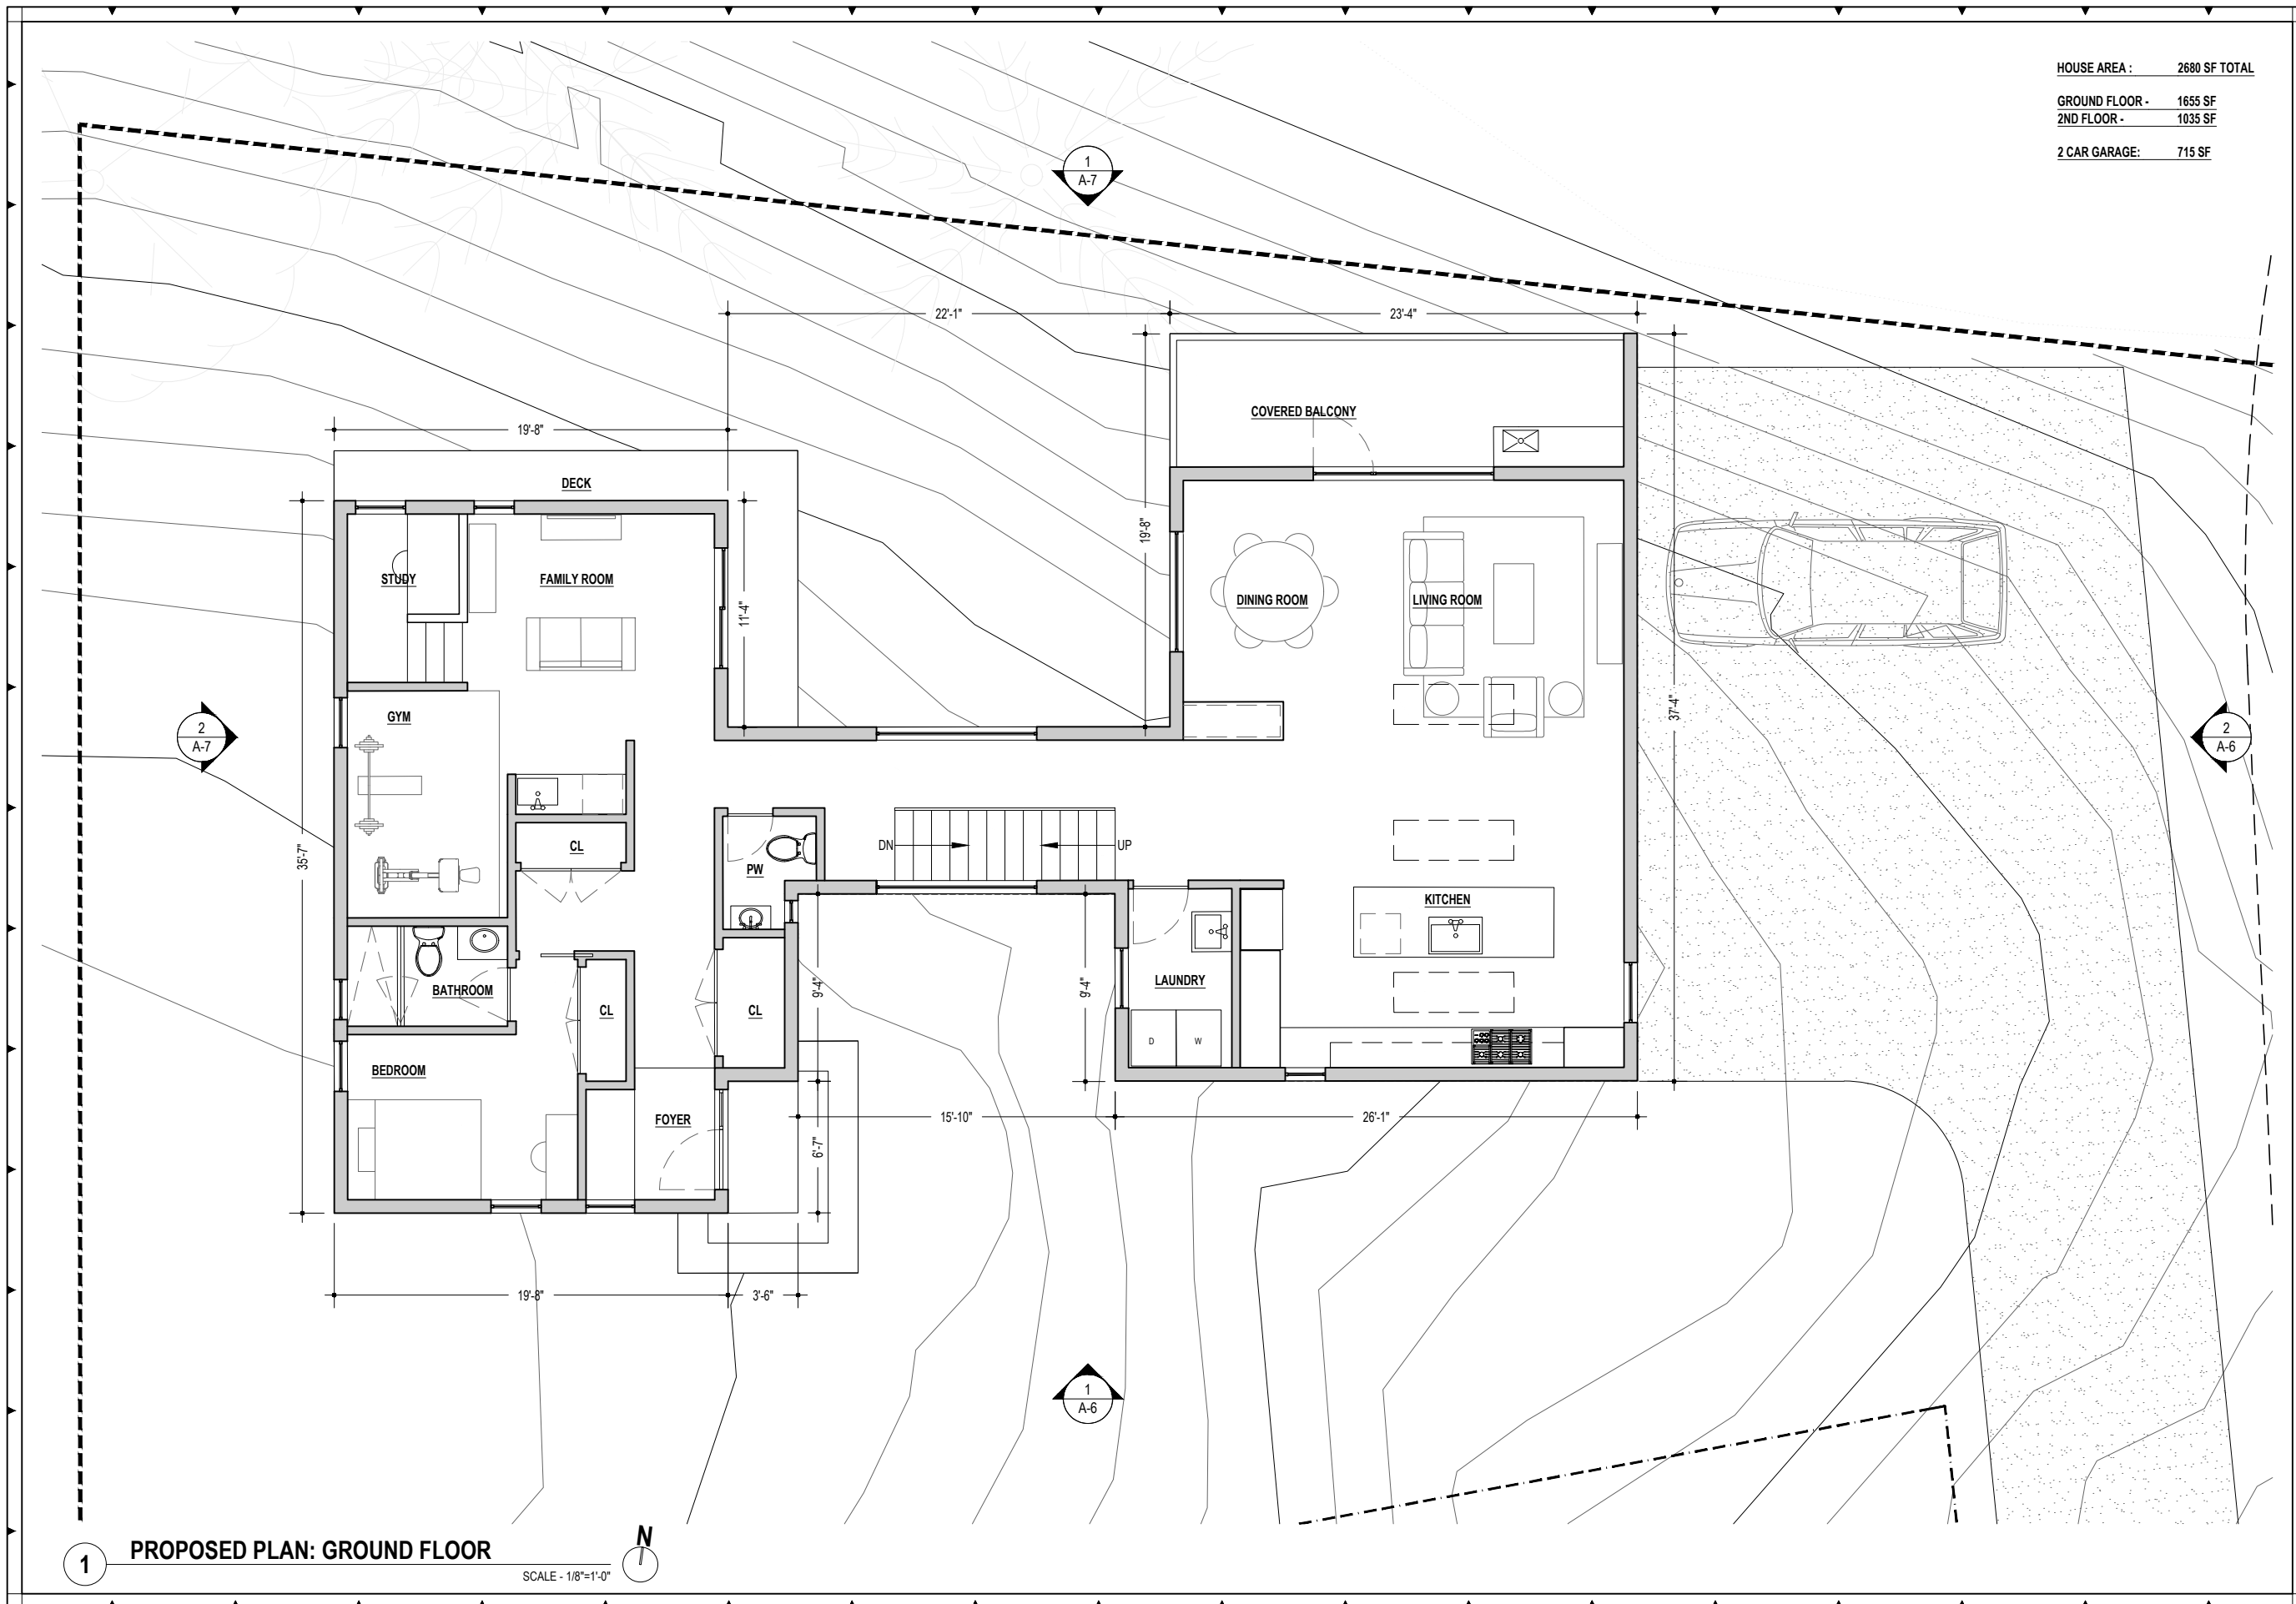 HOUSE AREA : 2680 SF TOTAL
GROUND FLOOR - 1655 SF
2ND FLOOR - 1035 SF
2 CAR GARAGE: 715 SF
1
A-7
22'-1"
23'-4"
COVERED BALCONY
19'-8"
DECK
19'-8"
STUDY
FAMILY ROOM
11'-4"
DINING ROOM
LIVING ROOM
GYM
2
A-7
37'-4"
2
A-6
35'-7"
CL
DN
UP
PW
KITCHEN
BATHROOM
LAUNDRY
9'-4"
9'-4"
CL
CL
D
W
BEDROOM
FOYER
15'-10"
26'-1"
6'-7"
19'-8"
3'-6"
1
A-6
1
PROPOSED PLAN: GROUND FLOOR
N
SCALE - 1/8"=1'-0"